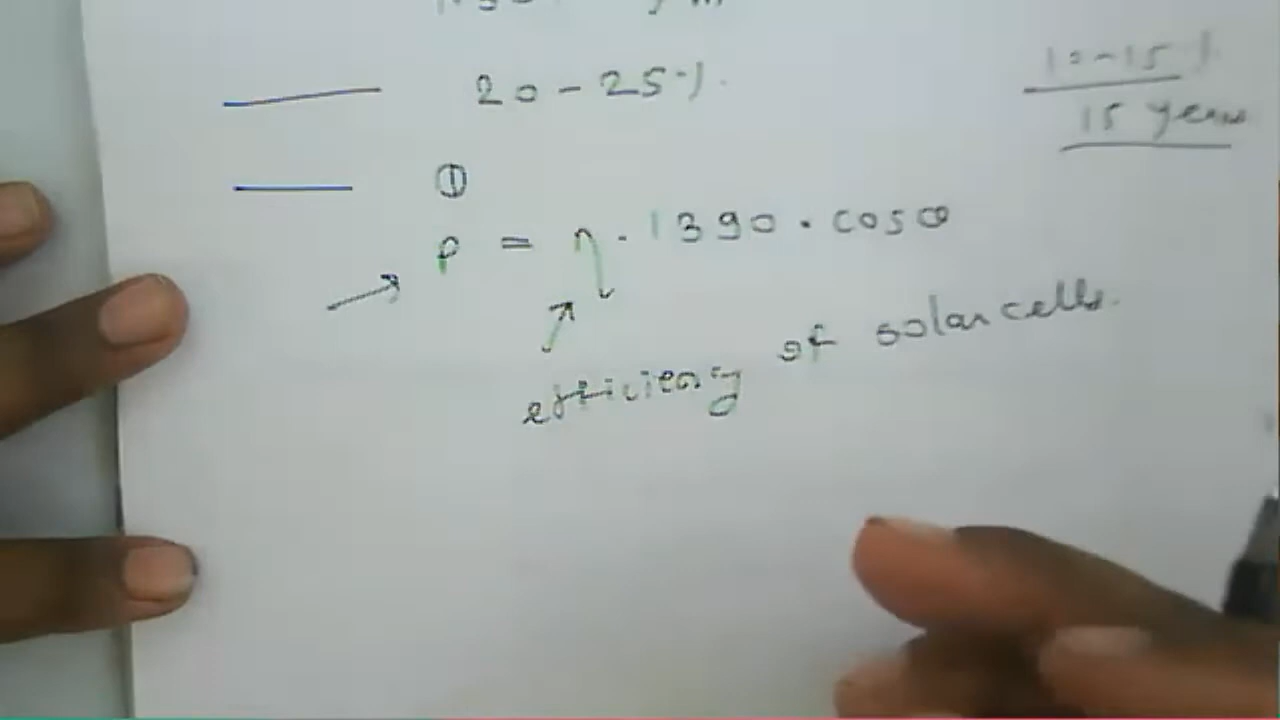 20-25%.
10-15%
15 years
①
P = η . 1390 . cosθ
efficiency of solar cells.